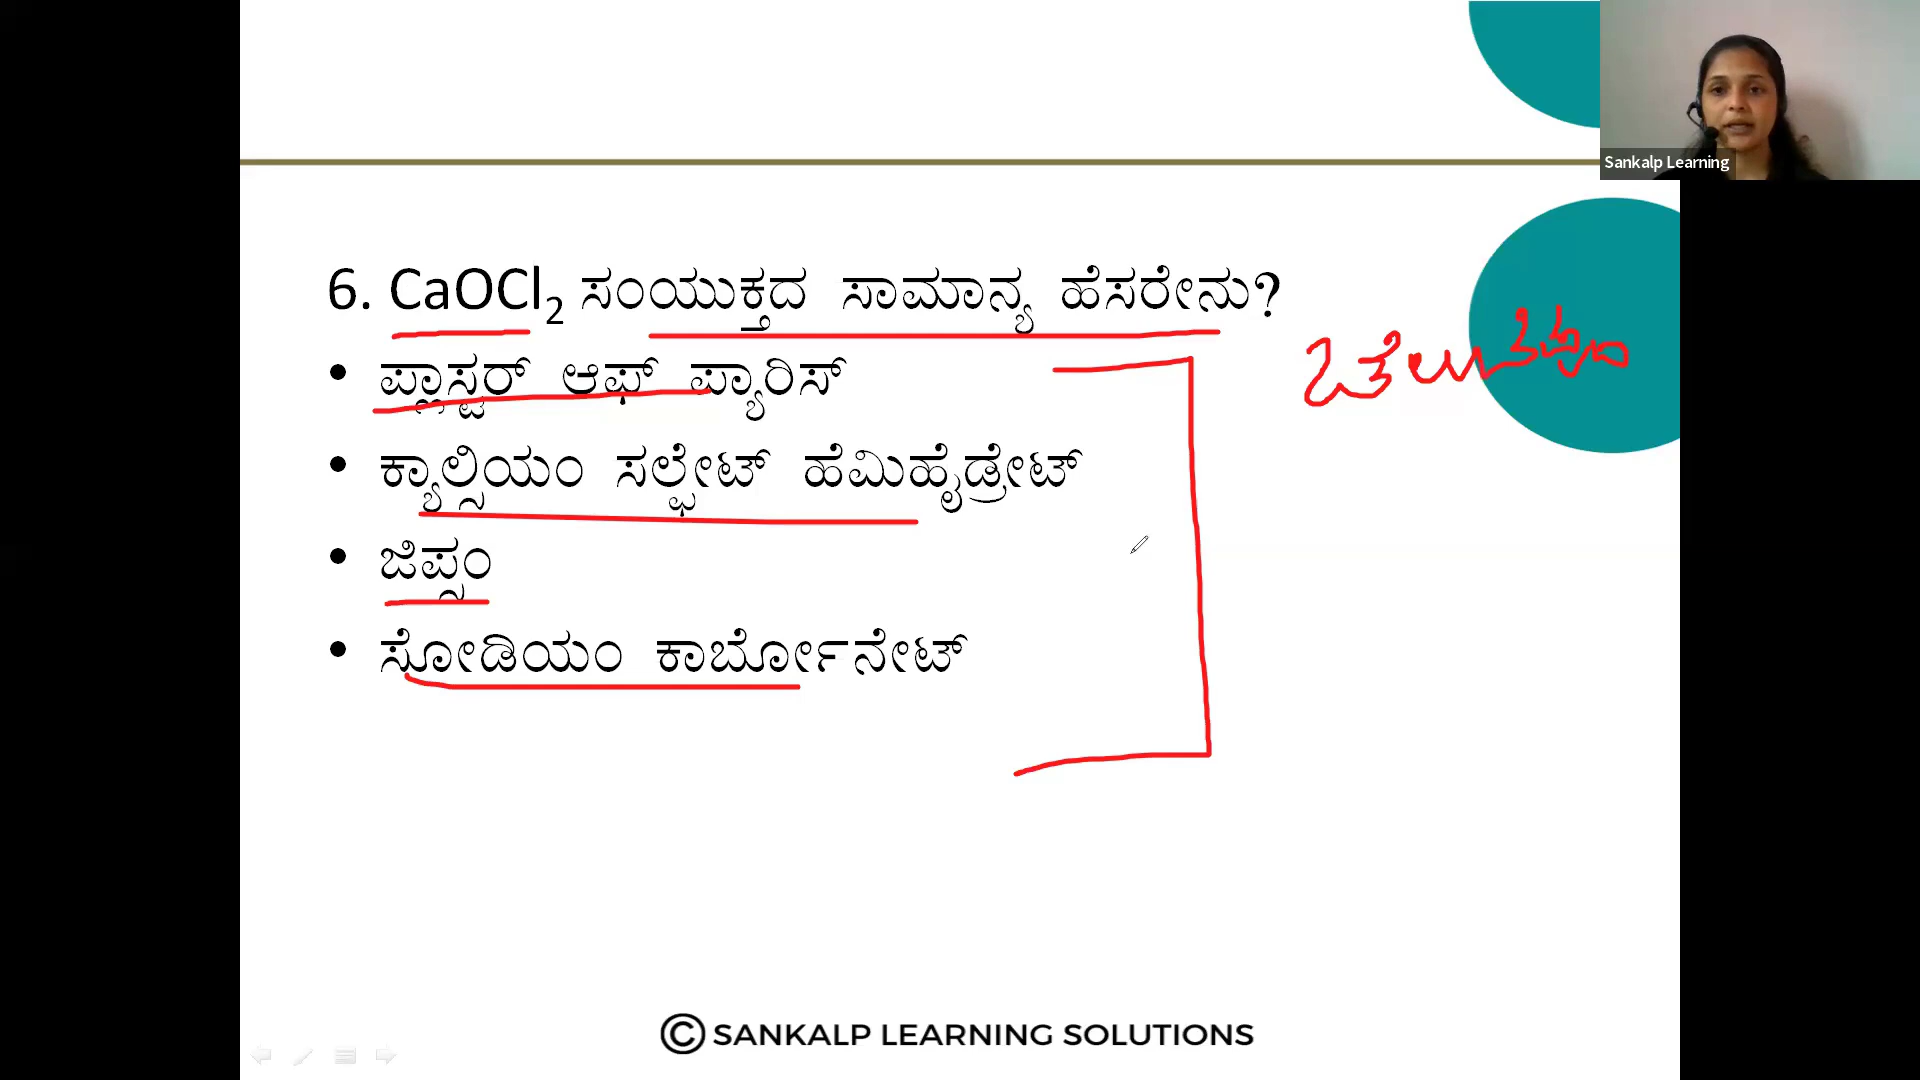 Sankalp Learning
6. CaOCl₂ ಸಂಯುಕ್ತದ ಸಾಮಾನ್ಯ ಹೆಸರೇನು?
• ಪ್ಲಾಸ್ಟರ್ ಆಫ್ ಪ್ಯಾರಿಸ್
• ಕ್ಯಾಲ್ಸಿಯಂ ಸಲ್ಫೇಟ್ ಹೆಮಿಹೈಡ್ರೇಟ್
• ಜಿಪ್ಸಂ
• ಸೋಡಿಯಂ ಕಾರ್ಬೋನೇಟ್
© SANKALP LEARNING SOLUTIONS